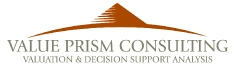 VALUE PRISM CONSULTING
VALUATION & DECISION SUPPORT ANALYSIS